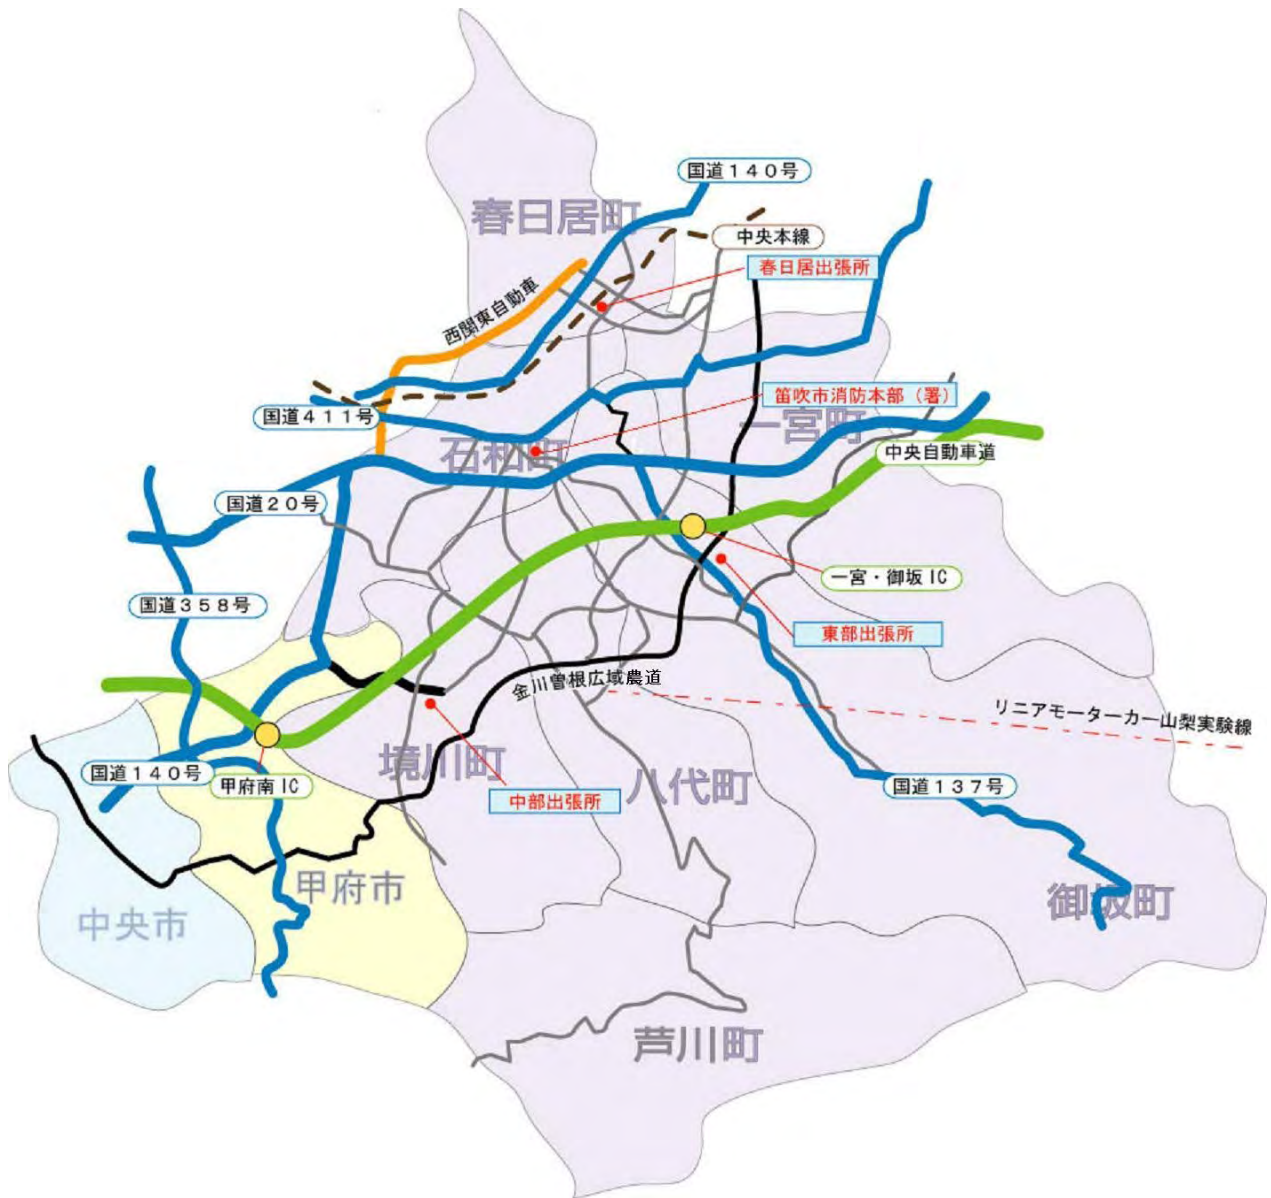 国道１４０号
春日居町
中央本線
春日居出張所
西関東自動車
笛吹市消防本部（署）
国道４１１号
一宮町
石和町
中央自動車道
国道２０号
一宮・御坂IC
国道３５８号
東部出張所
金川曽根広域農道
リニアモーターカー山梨実験線
境川町
国道１４０号
甲府南IC
八代町
国道１３７号
中部出張所
甲府市
御坂町
中央市
芦川町